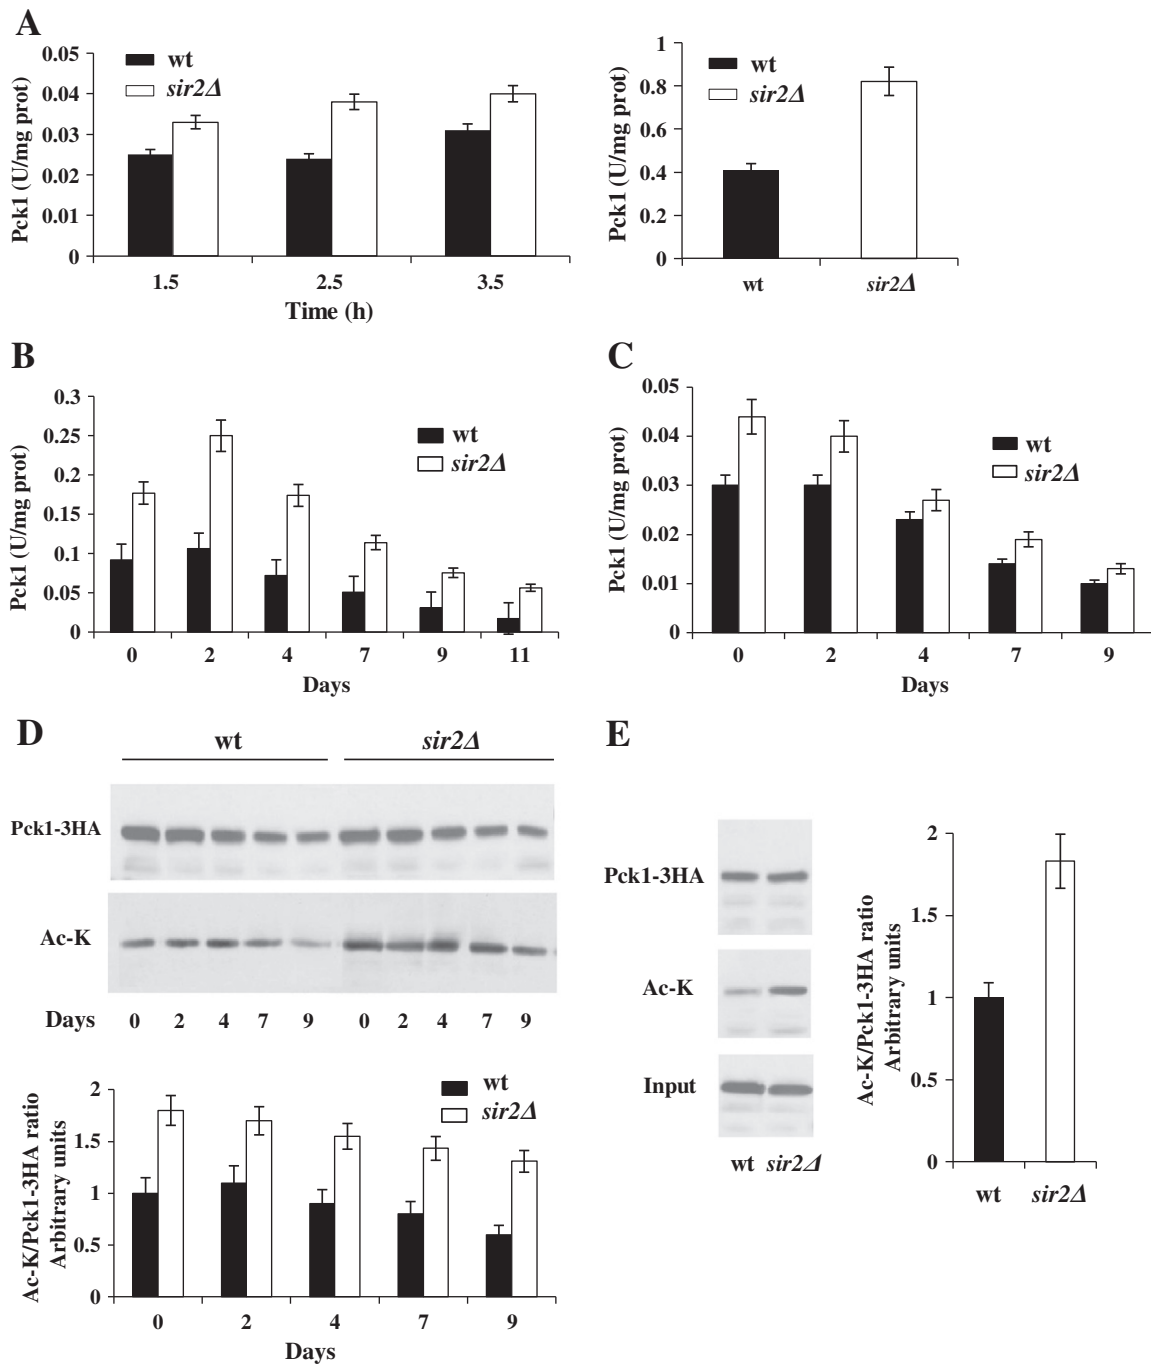 A
Pck1 (U/mg prot)
0.05
0.04
0.03
0.02
0.01
0
wt
sir2Δ
1.5 2.5 3.5
Time (h)
Pck1 (U/mg prot)
1
0.8
0.6
0.4
0.2
0
wt
sir2Δ
wt sir2Δ
B
Pck1 (U/mg prot)
0.3
0.25
0.2
0.15
0.1
0.05
0
wt
sir2Δ
0 2 4 7 9 11
Days
C
Pck1 (U/mg prot)
0.05
0.04
0.03
0.02
0.01
0
wt
sir2Δ
0 2 4 7 9
Days
D
wt sir2Δ
Pck1-3HA
Ac-K
Days 0 2 4 7 9 0 2 4 7 9
Ac-K/Pck1-3HA ratio
Arbitrary units
2
1.5
1
0.5
0
wt
sir2Δ
0 2 4 7 9
Days
E
Pck1-3HA
Ac-K
Input
wt sir2Δ
Ac-K/Pck1-3HA ratio
Arbitrary units
2
1.5
1
0.5
0
wt sir2Δ